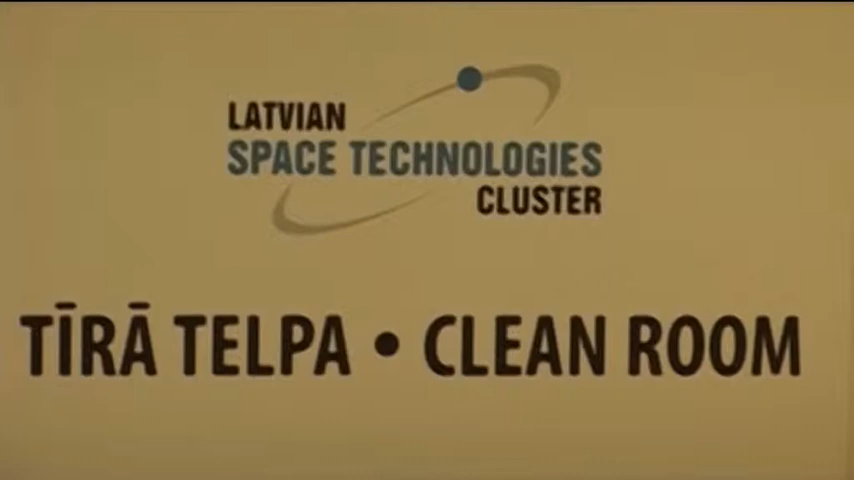 LATVIAN
SPACE TECHNOLOGIES
CLUSTER
TĪRĀ TELPA • CLEAN ROOM